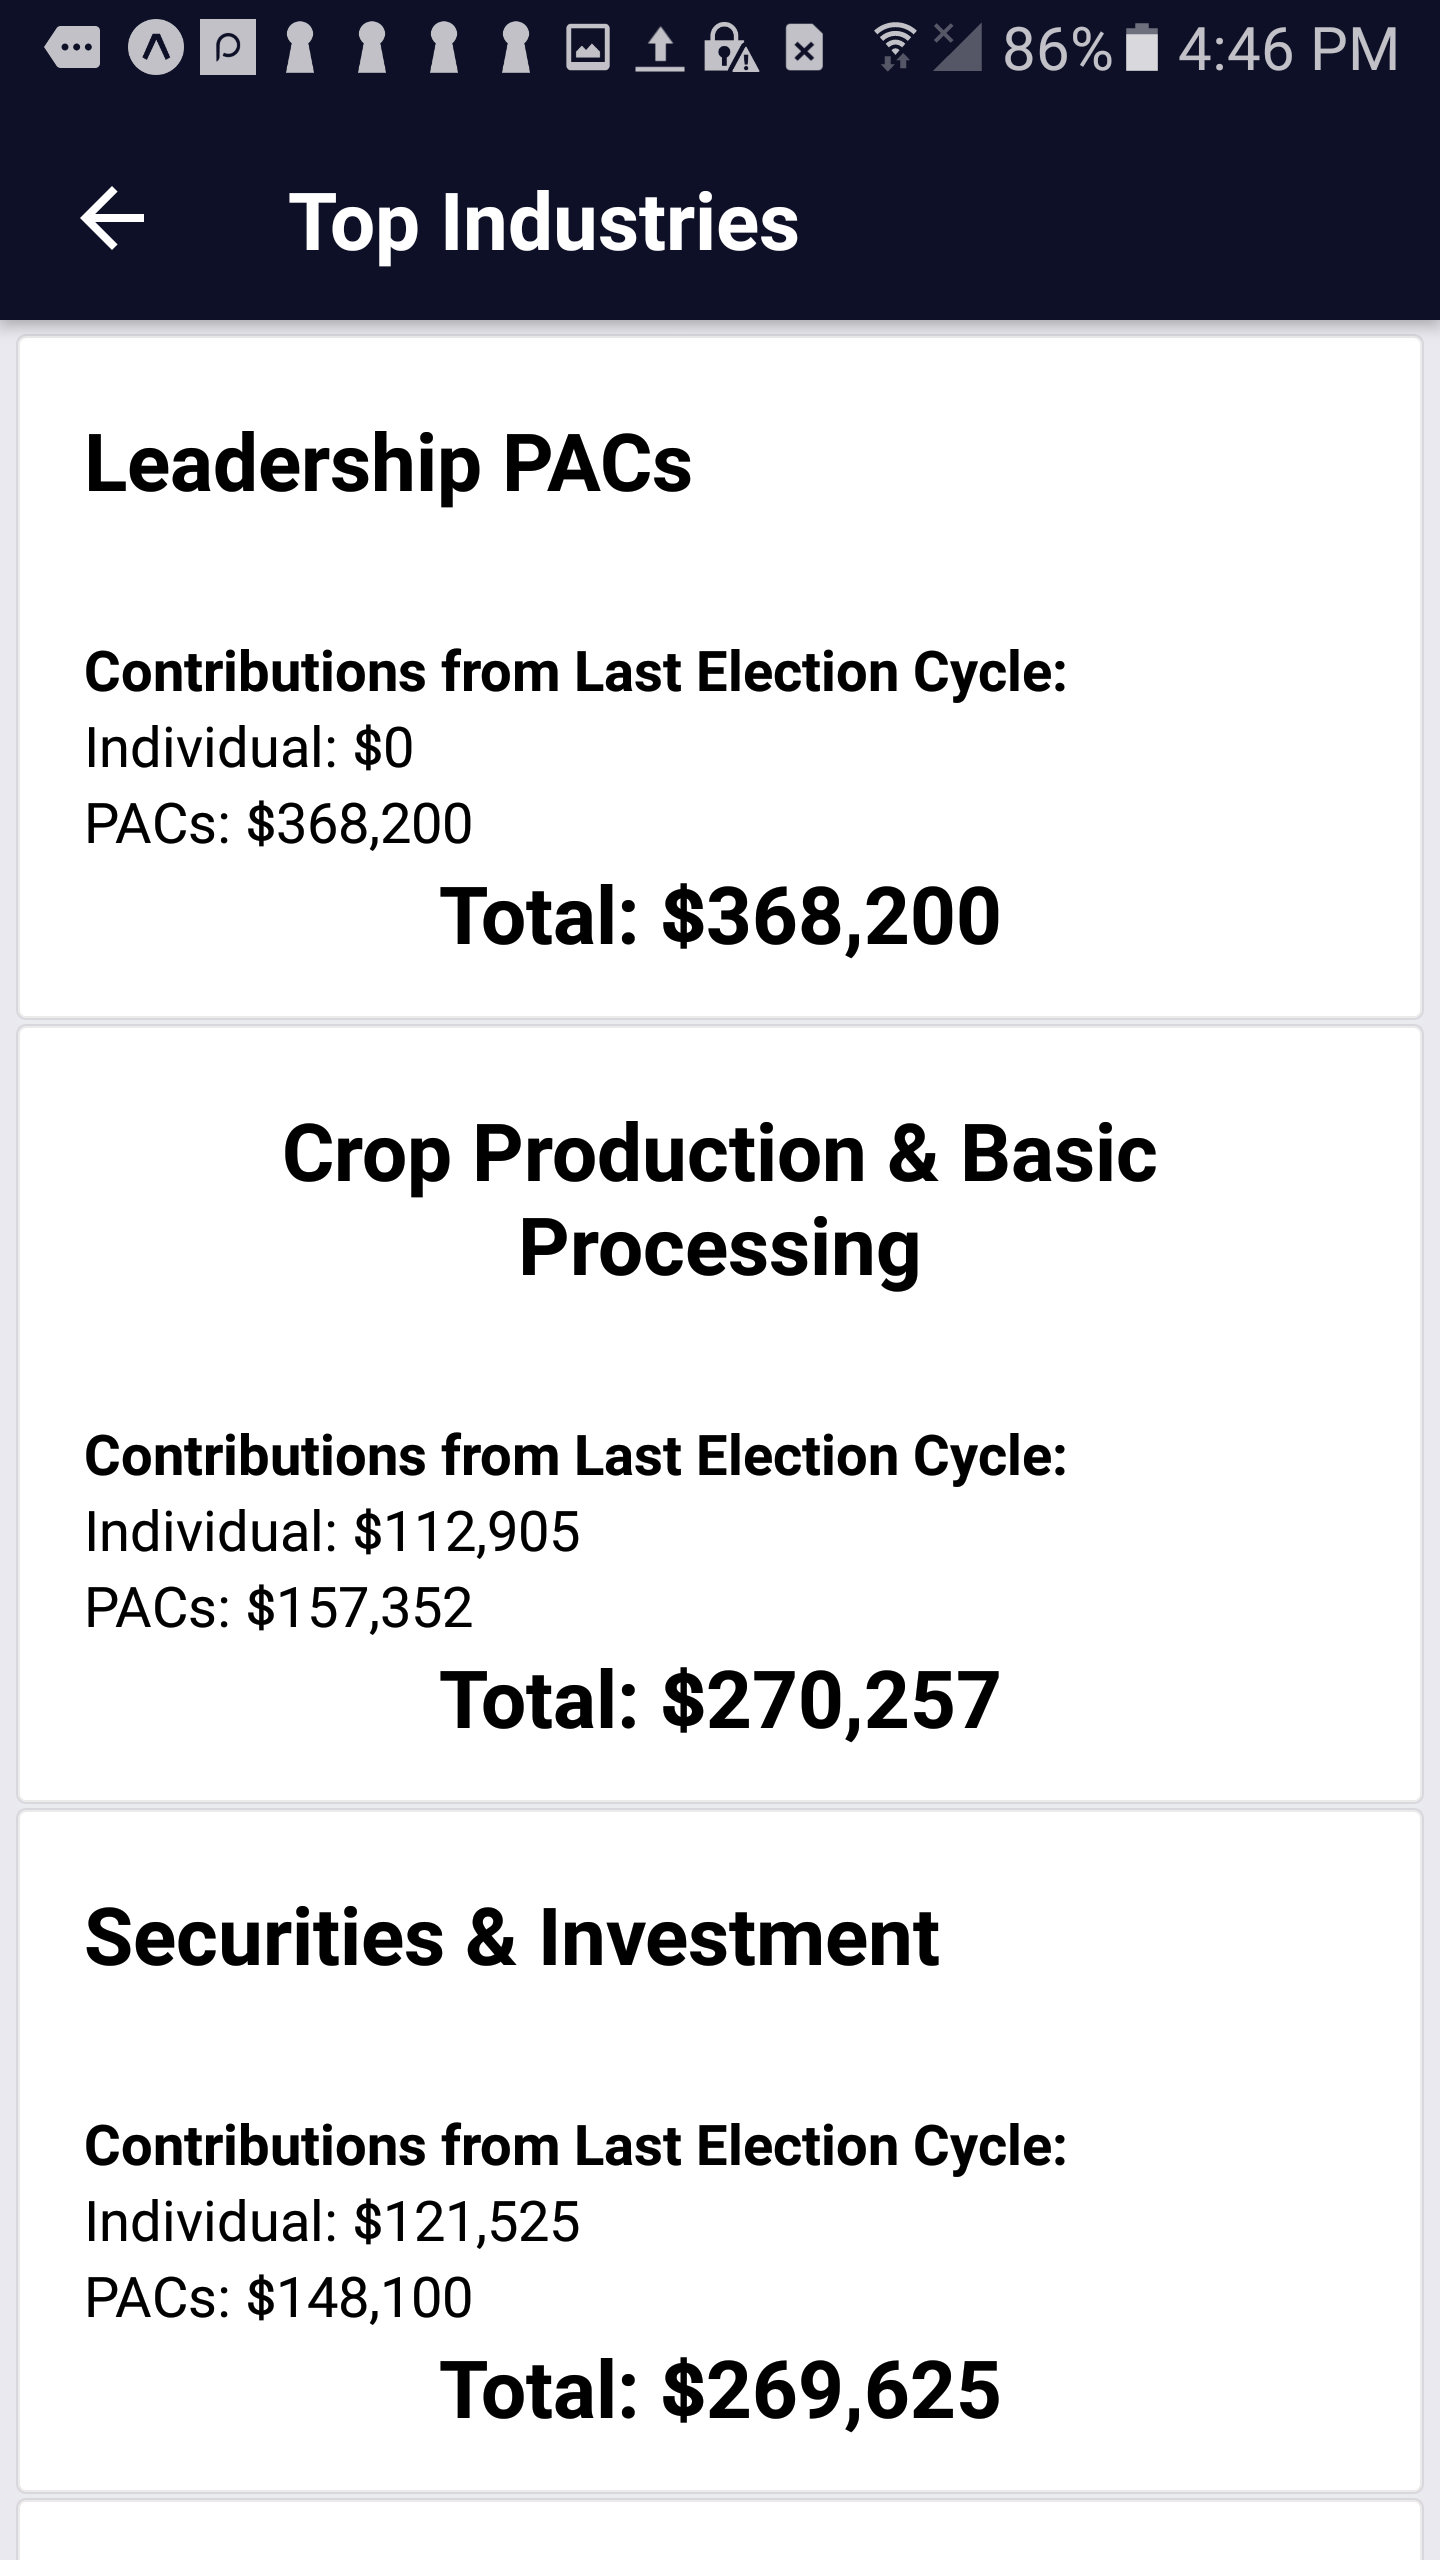 86% 4:46 PM
Top Industries
Leadership PACs
Contributions from Last Election Cycle:
Individual: $0
PACs: $368,200
Total: $368,200
Crop Production & Basic
Processing
Contributions from Last Election Cycle:
Individual: $112,905
PACs: $157,352
Total: $270,257
Securities & Investment
Contributions from Last Election Cycle:
Individual: $121,525
PACs: $148,100
Total: $269,625